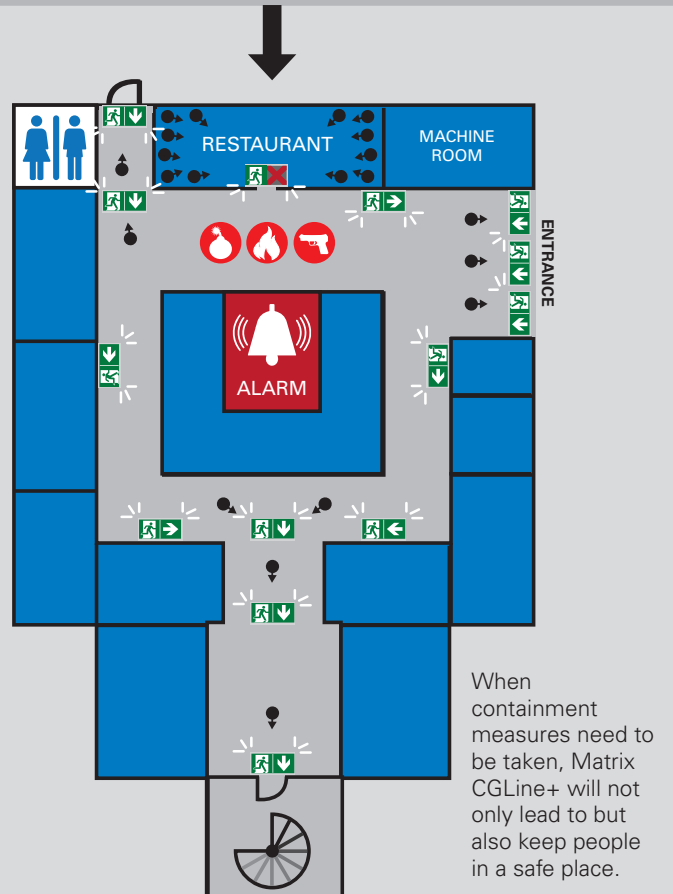 RESTAURANT
MACHINE
ROOM
ENTRANCE
ALARM
When
containment
measures need to
be taken, Matrix
CGLine+ will not
only lead to but
also keep people
in a safe place.